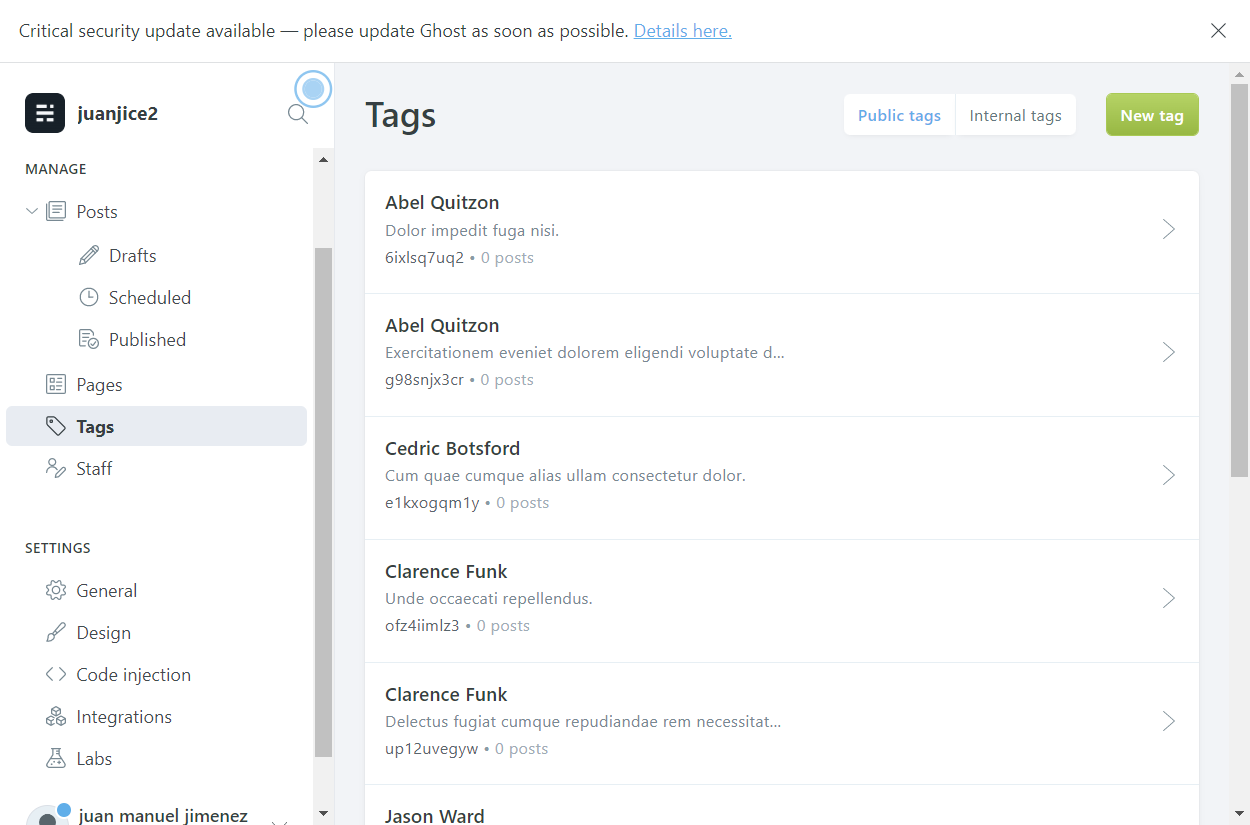 Critical security update available — please update Ghost as soon as possible. Details here.
juanjice2
MANAGE
Posts
Drafts
Scheduled
Published
Pages
Tags
Staff
SETTINGS
General
Design
Code injection
Integrations
Labs
juan manuel jimenez
Tags
Public tags
Internal tags
New tag
Abel Quitzon
Dolor impedit fuga nisi.
6ixlsq7uq2 • 0 posts
Abel Quitzon
Exercitationem eveniet dolorem eligendi voluptate d...
g98snjx3cr • 0 posts
Cedric Botsford
Cum quae cumque alias ullam consectetur dolor.
e1kxogqm1y • 0 posts
Clarence Funk
Unde occaecati repellendus.
ofz4iimlz3 • 0 posts
Clarence Funk
Delectus fugiat cumque repudiandae rem necessitat...
up12uvegyw • 0 posts
Jason Ward